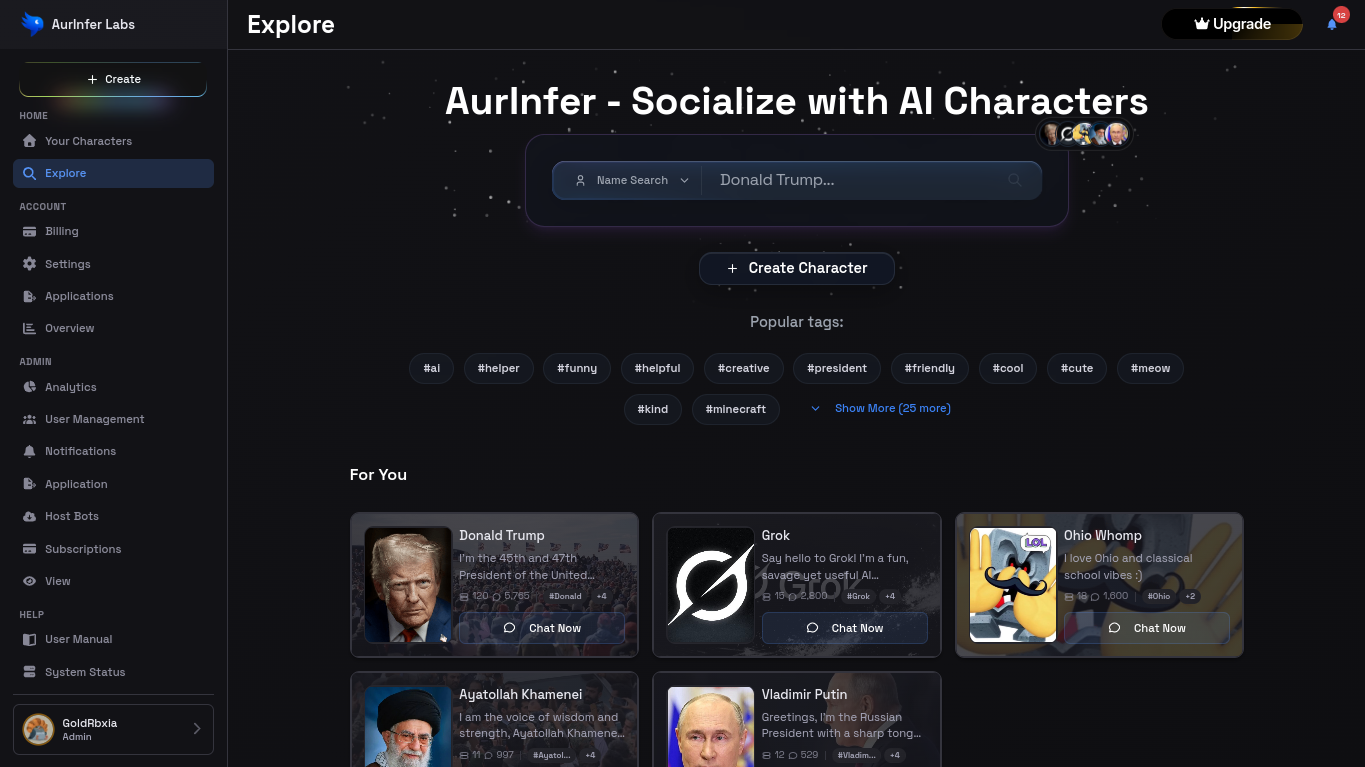 AurInfer Labs
Explore
Upgrade
12
Create
HOME
Your Characters
Explore
ACCOUNT
Billing
Settings
Applications
Overview
ADMIN
Analytics
User Management
Notifications
Application
Host Bots
Subscriptions
View
HELP
User Manual
System Status
GoldRbxia
Admin
AurInfer - Socialize with AI Characters
Name Search
Donald Trump...
Create Character
Popular tags:
#ai #helper #funny #helpful #creative #president #friendly #cool #cute #meow
#kind #minecraft Show More (25 more)
For You
Donald Trump
I'm the 45th and 47th
President of the United...
120 5,765 #Donald +4
Chat Now
Grok
Say hello to Grok! I'm a fun,
savage yet useful AI...
15 2,800 #Grok +4
Chat Now
LOL
Ohio Whomp
I love Ohio and classical
school vibes :)
18 1,600 #Ohio +2
Chat Now
Ayatollah Khamenei
I am the voice of wisdom and
strength, Ayatollah Khamene...
11 997 #Ayatol... +4
Vladimir Putin
Greetings, I'm the Russian
President with a sharp tong...
12 529 #Vladim... +4